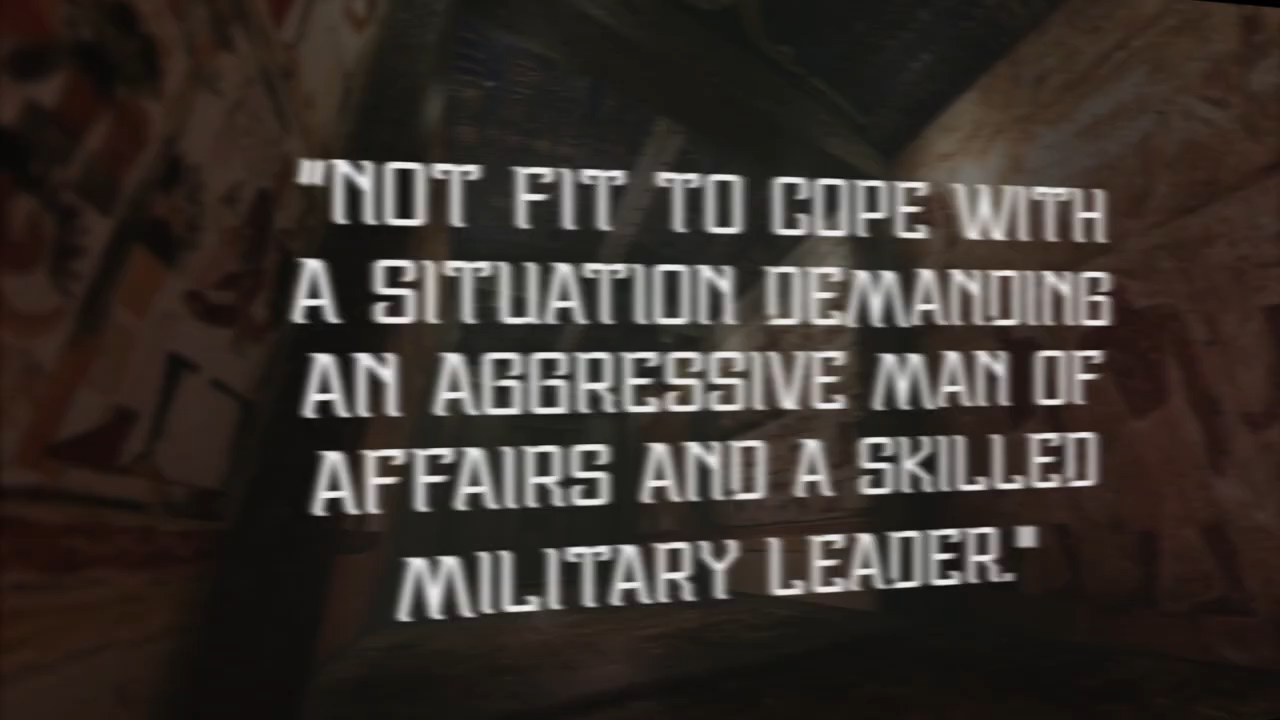 "NOT FIT TO COPE WITH
A SITUATION DEMANDING
AN AGGRESSIVE MAN OF
AFFAIRS AND A SKILLED
MILITARY LEADER."